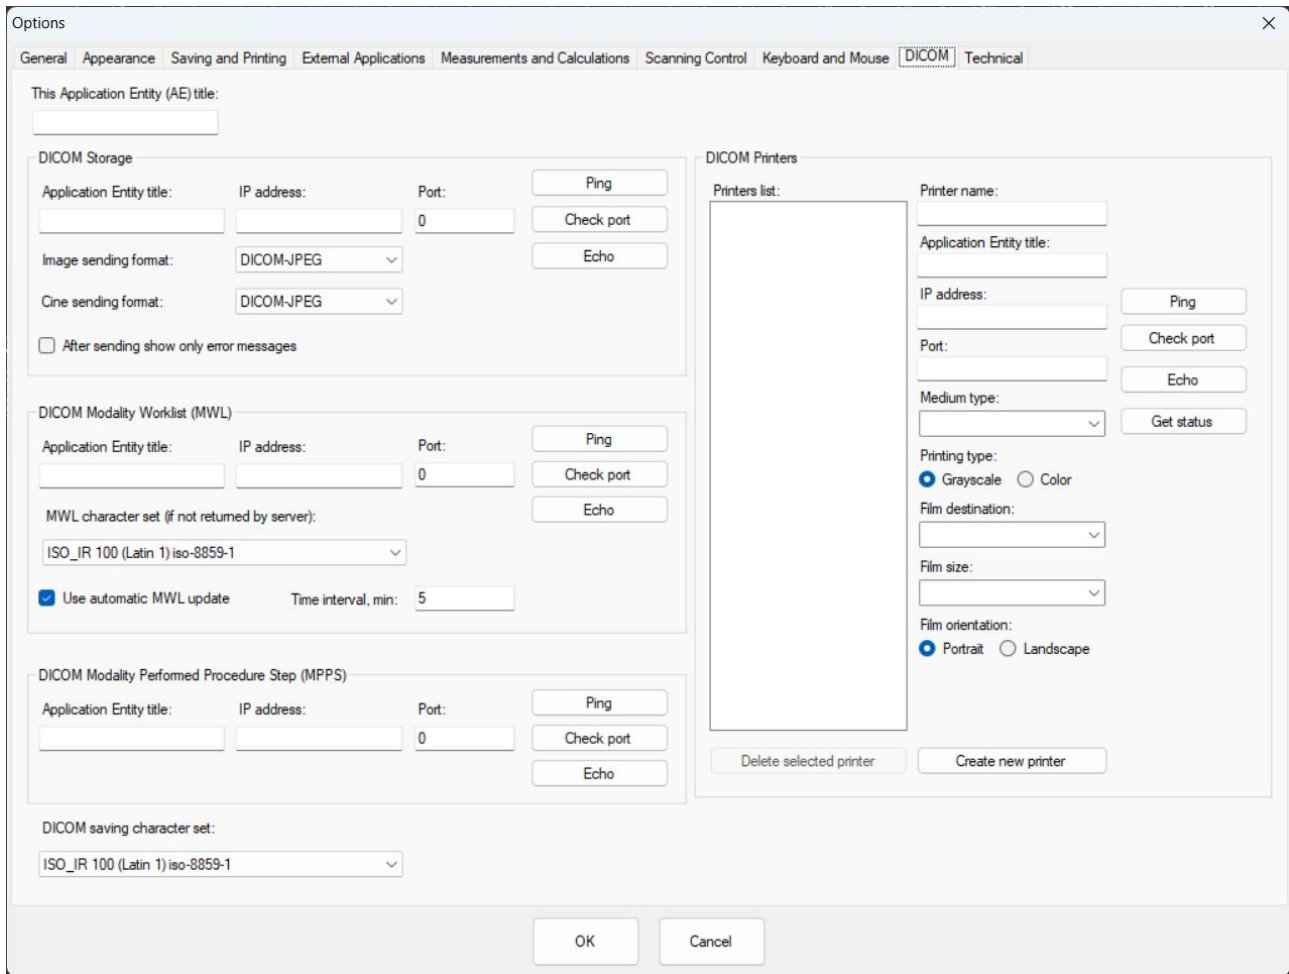 Options
General Appearance Saving and Printing External Applications Measurements and Calculations Scanning Control Keyboard and Mouse DICOM Technical
This Application Entity (AE) title:
DICOM Storage
Application Entity title: IP address: Port:
0
Ping
Check port
Echo
Image sending format: DICOM-JPEG
Cine sending format: DICOM-JPEG
After sending show only error messages
DICOM Modality Worklist (MWL)
Application Entity title: IP address: Port:
0
Ping
Check port
Echo
MWL character set (if not returned by server):
ISO_IR 100 (Latin 1) iso-8859-1
Use automatic MWL update Time interval, min: 5
DICOM Modality Performed Procedure Step (MPPS)
Application Entity title: IP address: Port:
0
Ping
Check port
Echo
DICOM saving character set:
ISO_IR 100 (Latin 1) iso-8859-1
DICOM Printers
Printers list:
Printer name:
Application Entity title:
IP address:
Port:
Ping
Check port
Echo
Get status
Medium type:
Printing type:
Grayscale Color
Film destination:
Film size:
Film orientation:
Portrait Landscape
Delete selected printer Create new printer
OK Cancel